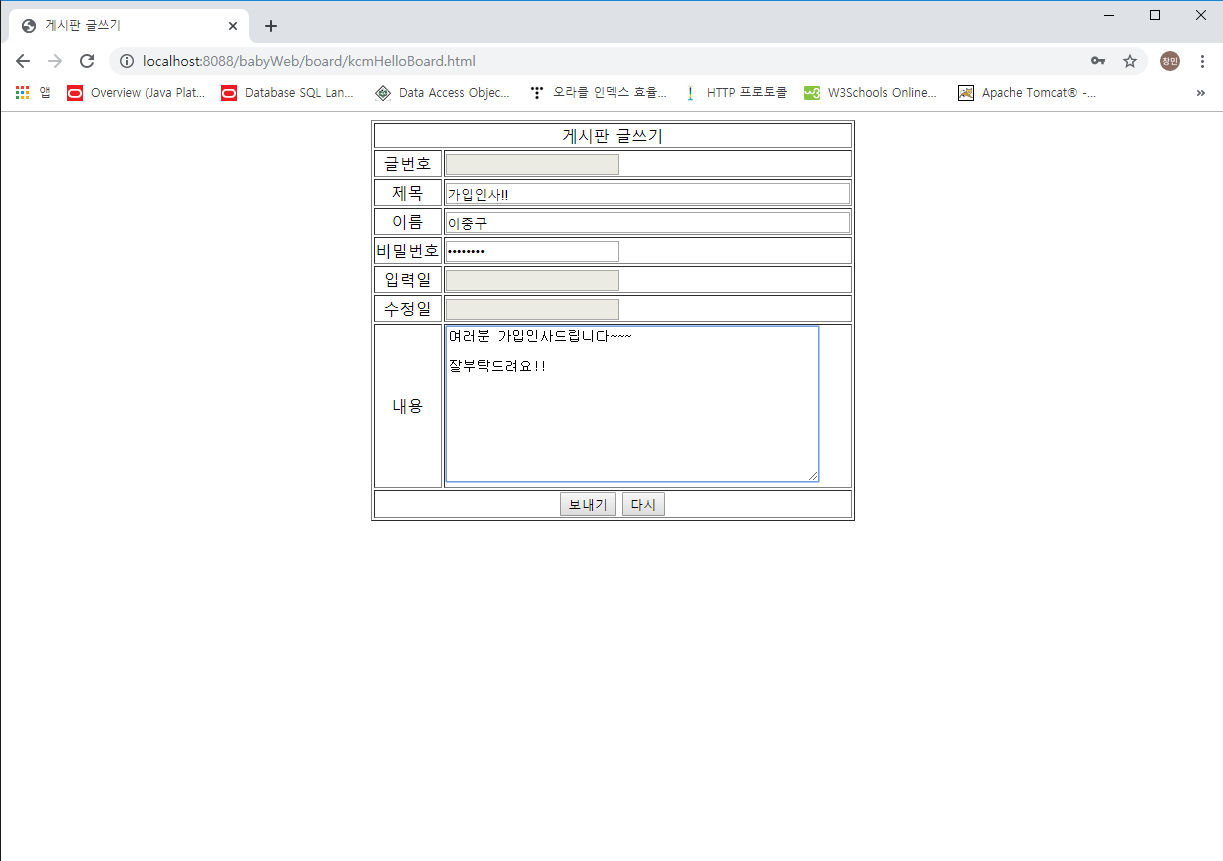 게시판 글쓰기
localhost:8088/babyWeb/board/kcmHelloBoard.html
창민
앱 Overview (Java Plat... Database SQL Lan... Data Access Objec... 오라클 인덱스 효율... HTTP 프로토콜 W3Schools Online... Apache Tomcat® -... »
게시판 글쓰기
글번호
제목 가입인사!!
이름 이중구
비밀번호 ••••••••
입력일
수정일
내용 여러분 가입인사드립니다~~~
잘부탁드려요!!
보내기 다시